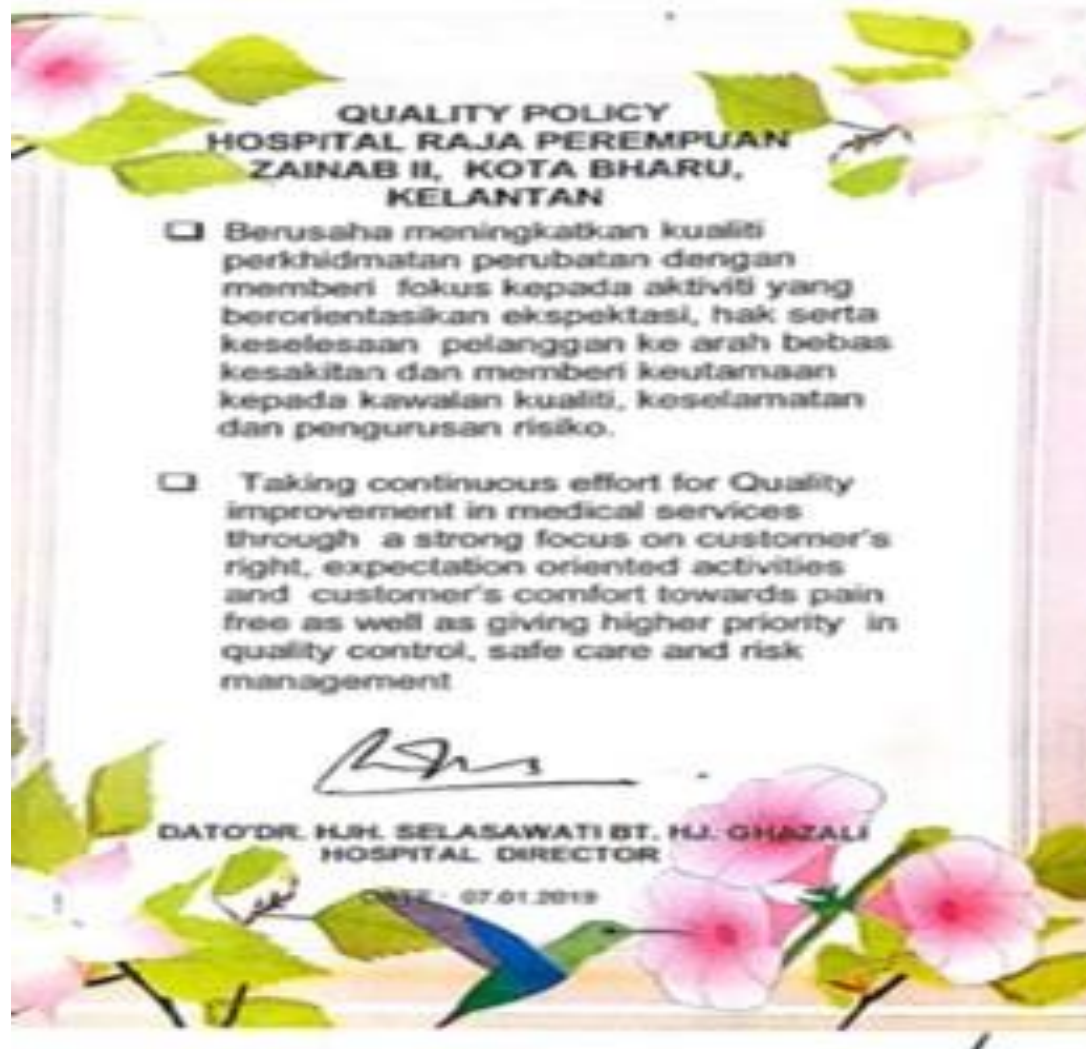 QUALITY POLICY
HOSPITAL RAJA PEREMPUAN
ZAINAB II, KOTA BHARU,
KELANTAN
❑ Berusaha meningkatkan kualiti
perkhidmatan perubatan dengan
memberi fokus kepada aktiviti yang
berorientasikan ekspektasi, hak serta
keselesaan pelanggan ke arah bebas
kesakitan dan memberi keutamaan
kepada kawalan kualiti, keselamatan
dan pengurusan risiko.
❑ Taking continuous effort for Quality
improvement in medical services
through a strong focus on customer's
right, expectation oriented activities
and customer's comfort towards pain
free as well as giving higher priority in
quality control, safe care and risk
management
DATO'DR. HJH. SELASAWATI BT. HJ. GHAZALI
HOSPITAL DIRECTOR
DATE - 07.01.2019